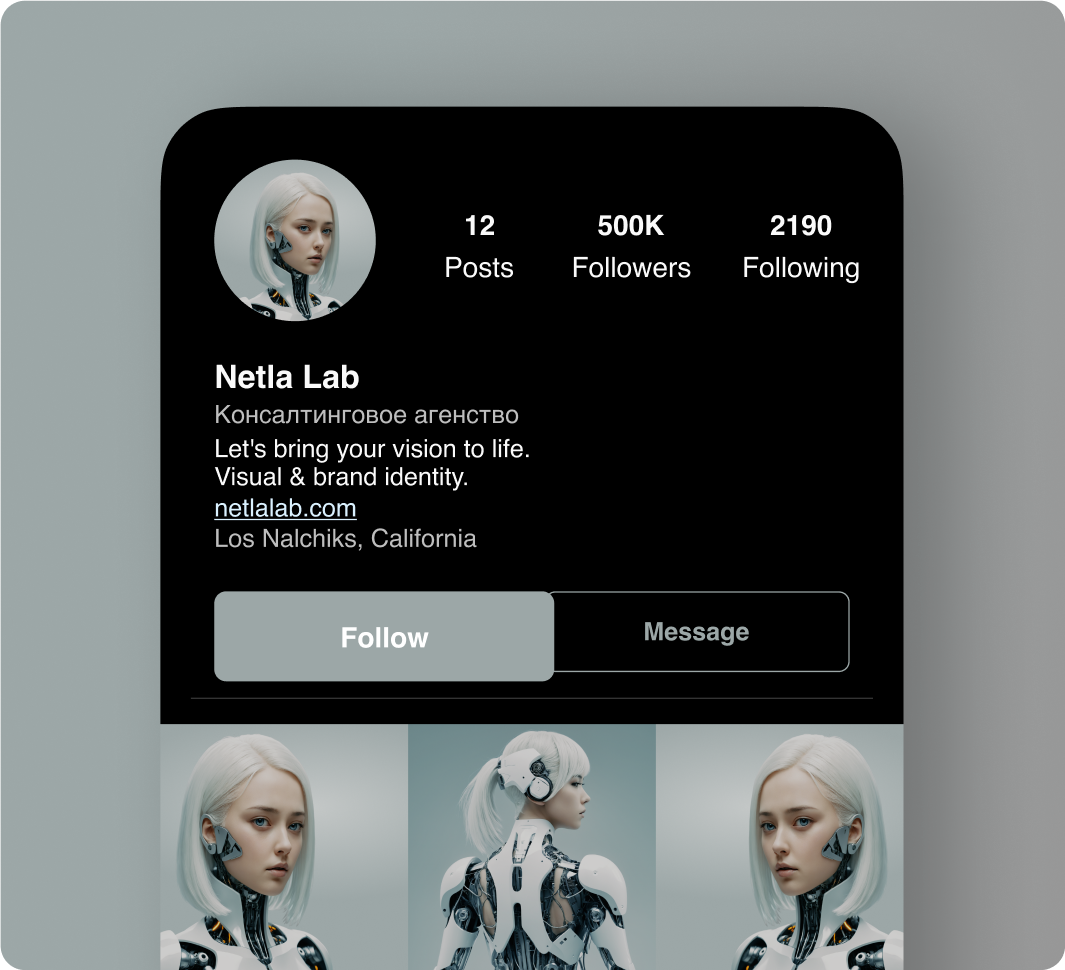 12 500K 2190
Posts Followers Following
Netla Lab
Консалтинговое агенство
Let's bring your vision to life.
Visual & brand identity.
netlalab.com
Los Nalchiks, California
Follow Message